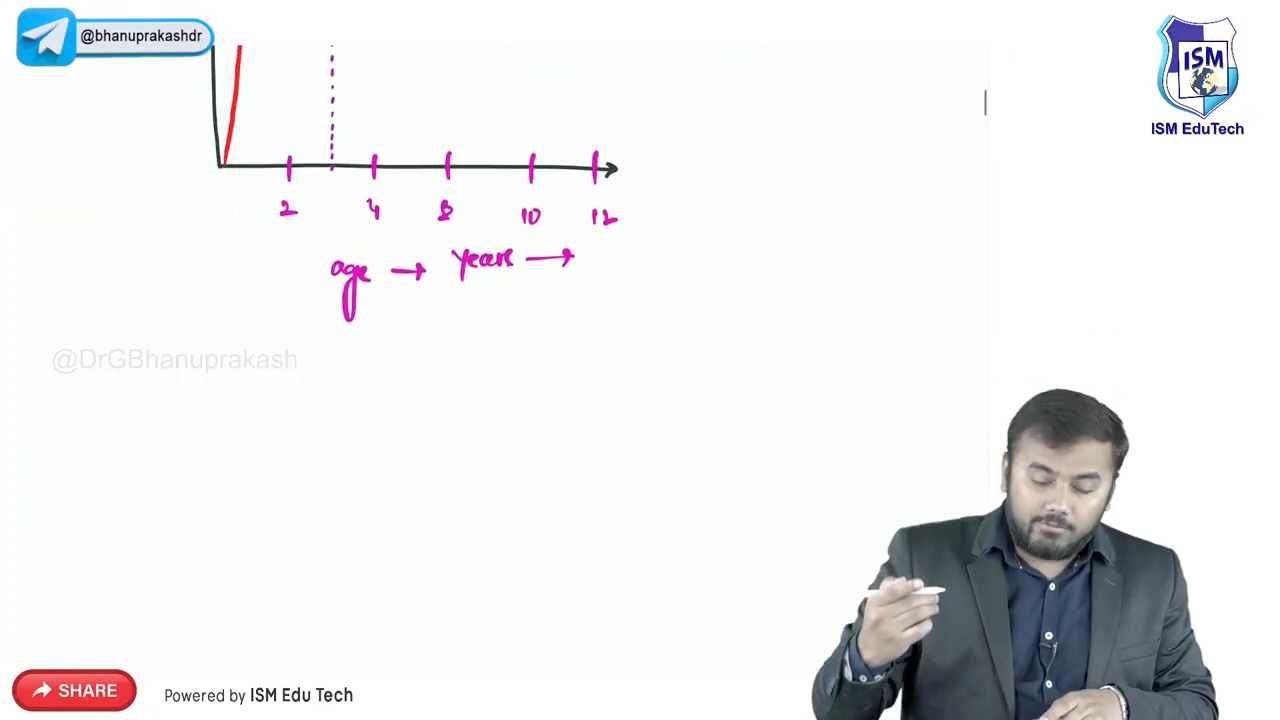 @bhanuprakashdr
ISM
ISM EduTech
2 4 8 10 12
age → years →
@DrGBhanuprakash
SHARE
Powered by ISM Edu Tech